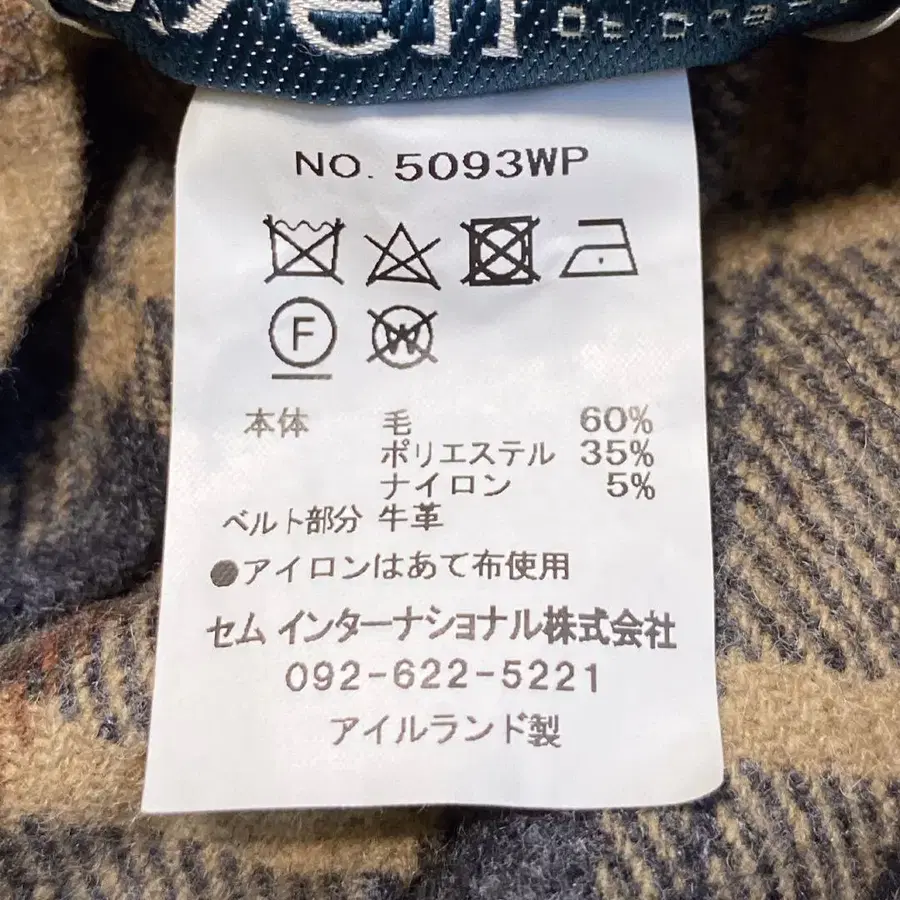 NO. 5093WP
F
W
本体 毛 60%
ポリエステル 35%
ナイロン 5%
ベルト部分 牛革
●アイロンはあて布使用
セム インターナショナル株式会社
092-622-5221
アイルランド製